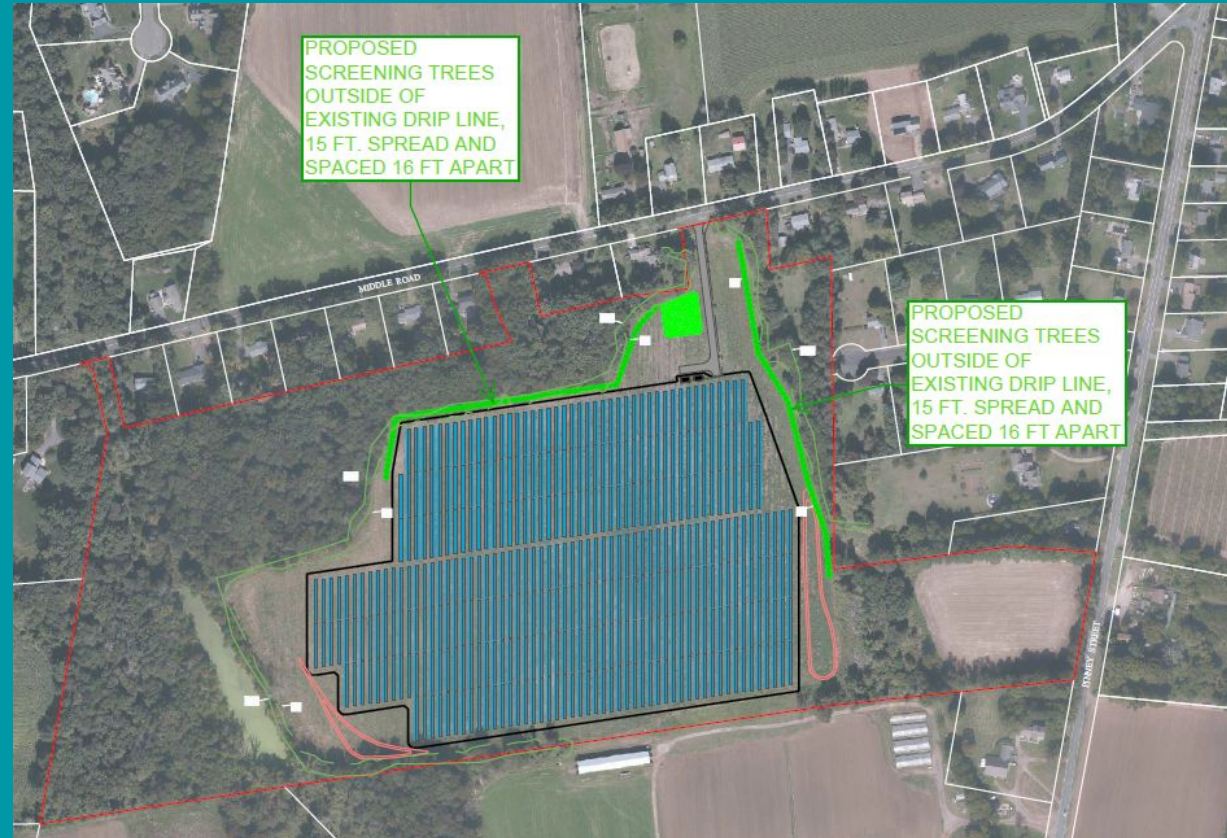 PROPOSED
SCREENING TREES
OUTSIDE OF
EXISTING DRIP LINE,
15 FT. SPREAD AND
SPACED 16 FT APART
MIDDLE ROAD
PROPOSED
SCREENING TREES
OUTSIDE OF
EXISTING DRIP LINE,
15 FT. SPREAD AND
SPACED 16 FT APART
PINNEY STREET